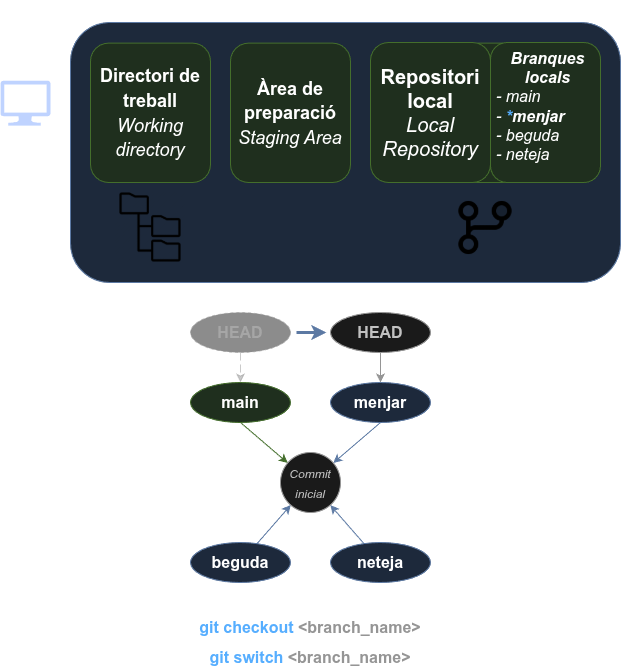 Directori de
treball
Working
directory
Àrea de
preparació
Staging Area
Repositori
local
Local
Repository
Branques
locals
- main
- *menjar
- beguda
- neteja
HEAD
HEAD
main
menjar
Commit
inicial
beguda
neteja
git checkout <branch_name>
git switch <branch_name>